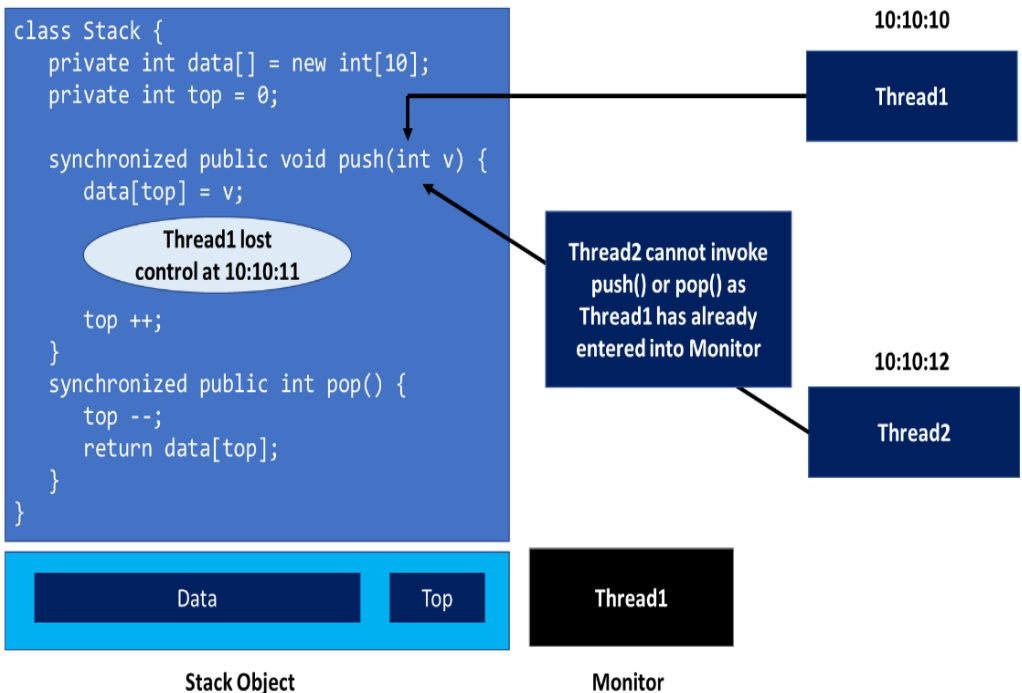 class Stack {
private int data[] = new int[10];
private int top = 0;
synchronized public void push(int v) {
data[top] = v;
Thread1 lost
control at 10:10:11
top ++;
}
synchronized public int pop() {
top --;
return data[top];
}
}
10:10:10
Thread1
Thread2 cannot invoke
push() or pop() as
Thread1 has already
entered into Monitor
10:10:12
Thread2
Data
Top
Thread1
Stack Object
Monitor